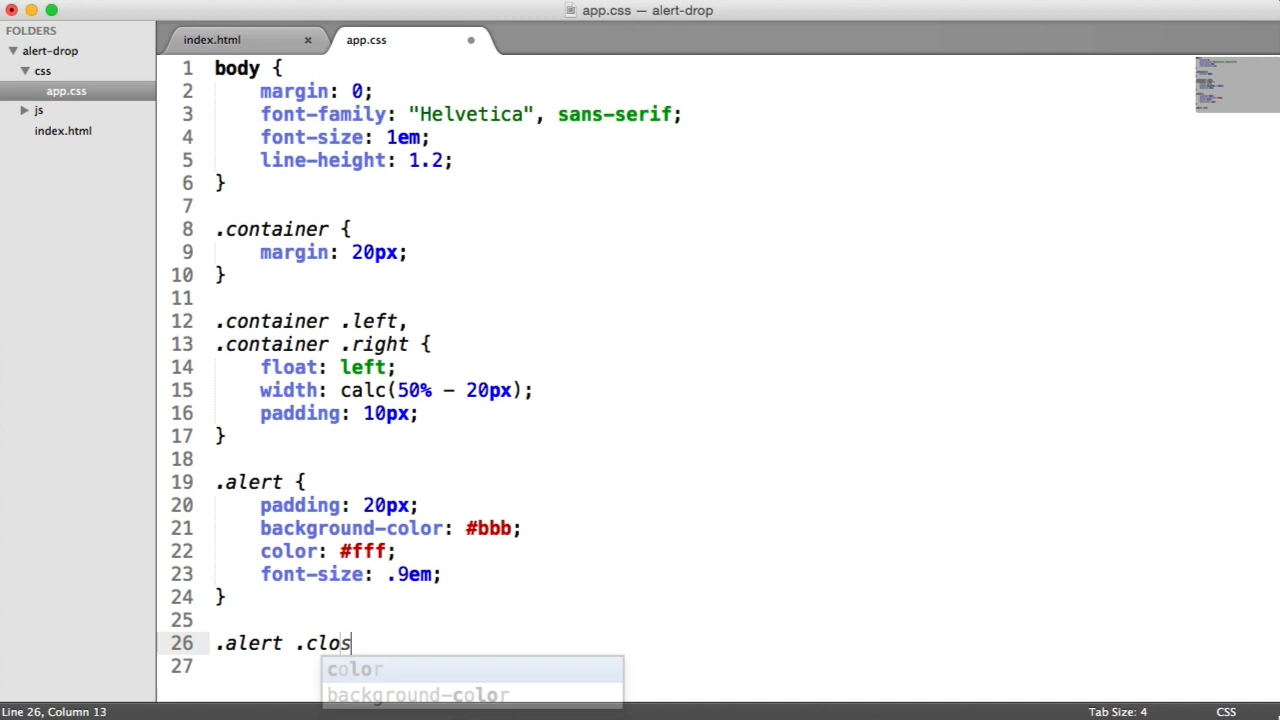 app.css — alert-drop
FOLDERS
alert-drop
css
app.css
js
index.html
index.html
app.css
1 body {
2 margin: 0;
3 font-family: "Helvetica", sans-serif;
4 font-size: 1em;
5 line-height: 1.2;
6 }
7
8 .container {
9 margin: 20px;
10 }
11
12 .container .left,
13 .container .right {
14 float: left;
15 width: calc(50% - 20px);
16 padding: 10px;
17 }
18
19 .alert {
20 padding: 20px;
21 background-color: #bbb;
22 color: #fff;
23 font-size: .9em;
24 }
25
26 .alert .clos
27
color
background-color
Line 26, Column 13
Tab Size: 4
CSS